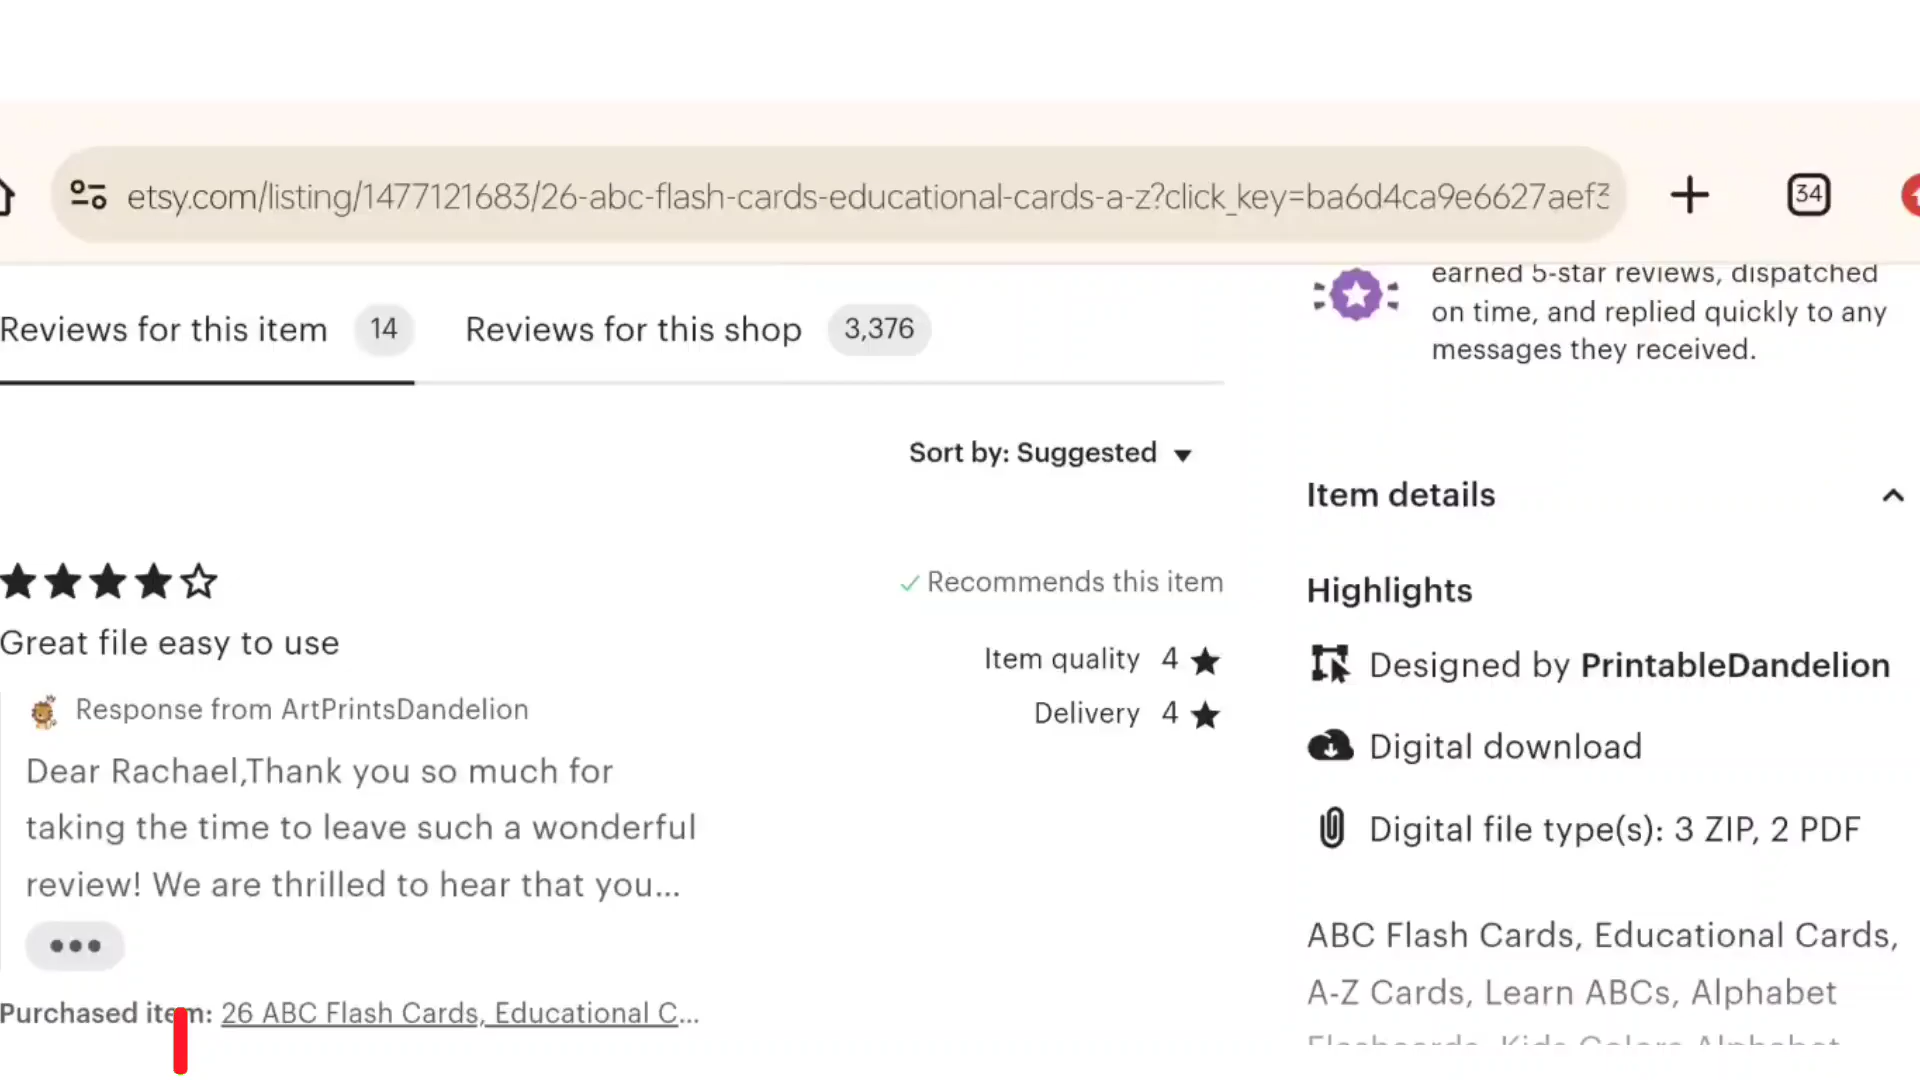 etsy.com/listing/1477121683/26-abc-flash-cards-educational-cards-a-z?click_key=ba6d4ca9e6627aef3
34
Reviews for this item 14 Reviews for this shop 3,376
Sort by: Suggested
Recommends this item
Great file easy to use
Item quality 4
Delivery 4
Response from ArtPrintsDandelion
Dear Rachael,Thank you so much for
taking the time to leave such a wonderful
review! We are thrilled to hear that you...
Purchased item: 26 ABC Flash Cards, Educational C...
earned 5-star reviews, dispatched
on time, and replied quickly to any
messages they received.
Item details
Highlights
Designed by PrintableDandelion
Digital download
Digital file type(s): 3 ZIP, 2 PDF
ABC Flash Cards, Educational Cards,
A-Z Cards, Learn ABCs, Alphabet
Flashcards, Kids Colors Alphabet